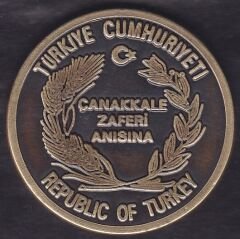 TÜRKİYE CUMHURİYETİ
ÇANAKKALE
ZAFERİ
ANISINA
REPUBLIC OF TURKEY